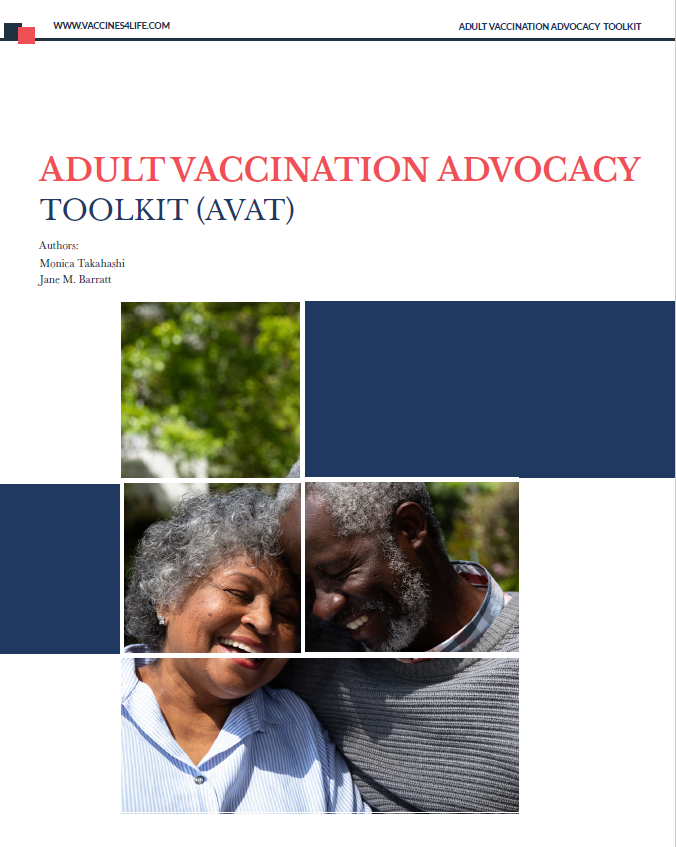 WWW.VACCINES4LIFE.COM
ADULT VACCINATION ADVOCACY TOOLKIT
ADULT VACCINATION ADVOCACY
TOOLKIT (AVAT)
Authors:
Monica Takahashi
Jane M. Barratt